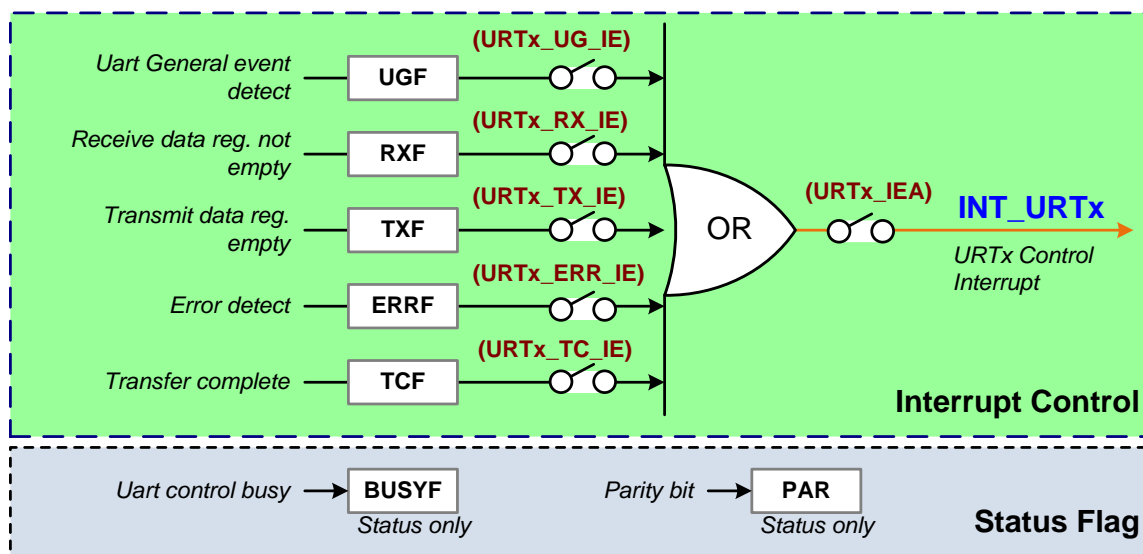 (URTx_UG_IE)
Uart General event
detect
UGF
(URTx_RX_IE)
Receive data reg. not
empty
RXF
(URTx_TX_IE)
Transmit data reg.
empty
TXF
OR
(URTx_IEA)
INT_URTx
URTx Control
Interrupt
(URTx_ERR_IE)
Error detect
ERRF
(URTx_TC_IE)
Transfer complete
TCF
Interrupt Control
Uart control busy
BUSYF
Status only
Parity bit
PAR
Status only
Status Flag